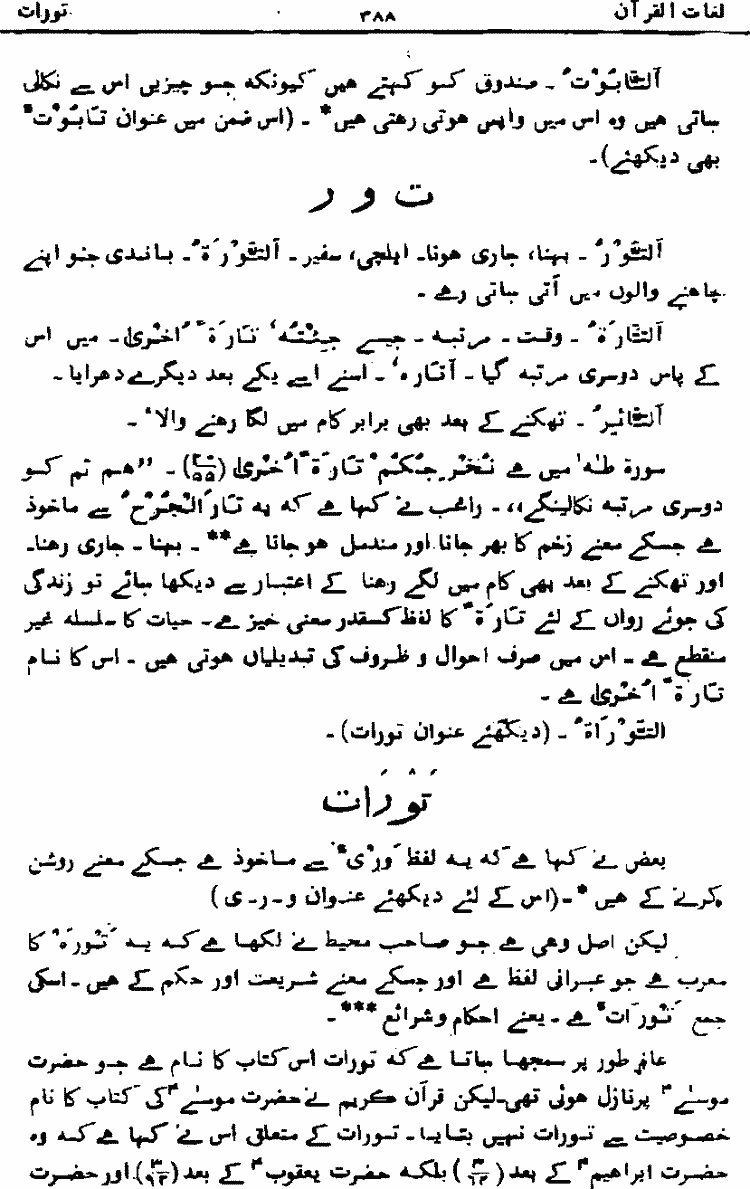 لغات القرآن ۳۸۸ تورات
اَلتَّابُوْتُ ۔ صندوق کو کہتے ہیں کیونکہ جو چیزیں اس سے نکالی
جاتی ہیں وہ اس میں واپس ہوتی رہتی ہیں* ۔ (اس ضمن میں عنوان تَابُوْتٌ
بھی دیکھئے)۔
ت و ر
اَلتَّوْرُ ۔ بہنا، جاری ہونا۔ ایلچی، سفیر ۔ اَلتَّوْرَۃُ ۔ باندی جو اپنے
چاہنے والوں میں آتی جاتی رہے ۔
اَلتَّارَۃُ ۔ وقت ۔ مرتبہ ۔ جیسے جِئْتُہٗ تَارَۃً اُخْرٰی ۔ میں اس
کے پاس دوسری مرتبہ گیا ۔ اَتَارَہٗ ۔ اسنے اسے یکے بعد دیگرے دھرایا ۔
اَلتَّائِرُ ۔ تھکنے کے بعد بھی برابر کام میں لگا رہنے والا ۔
سورۃ طٰہٰ میں ہے نُخْرِجُکُمْ تَارَۃً اُخْرٰی (۲۰/۵۵) ۔ ”ہم تم کو
دوسری مرتبہ نکالینگے“ ۔ راغب نے کہا ہے کہ یہ تَارَالْجُرْحُ سے ماخوذ
ہے جسکے معنے زخم کا بھر جانا اور مندمل ہو جانا ہے** ۔ بہنا ۔ جاری رہنا۔
اور تھکنے کے بعد بھی کام میں لگے رہنا کے اعتبار سے دیکھا جائے تو زندگی
کی جوئے رواں کے لئے تَارَۃً کا لفظ کسقدر معنی خیز ہے۔ حیات کا سلسلہ غیر
منقطع ہے ۔ اس میں صرف احوال و ظروف کی تبدیلیاں ہوتی ہیں ۔ اس کا نام
تَارَۃً اُخْرٰی ہے ۔
التَّوْرَاۃُ ۔ (دیکھئے عنوان تورات) ۔
تَوْرَات
بعض نے کہا ہے کہ یہ لفظ وَرْیٌ سے ماخوذ ہے جسکے معنے روشن
کرنے کے ہیں* ۔ (اس کے لئے دیکھئے عنوان و ۔ ر ۔ ی)
لیکن اصل وہی ہے جو صاحب محیط نے لکھا ہے کہ یہ تَوْرَہْ کا
معرب ہے جو عبرانی لفظ ہے اور جسکے معنے شریعت اور حکم کے ہیں ۔ اسکی
جمع تَوْرَاتٌ ہے ۔ یعنے احکام و شرائع*** ۔
عام طور پر سمجھا جاتا ہے کہ تورات اس کتاب کا نام ہے جو حضرت
موسٰےؑ پر نازل ہوئی تھی۔ لیکن قرآن کریم نے حضرت موسٰےؑ کی کتاب کا نام
خصوصیت سے تورات نہیں بتایا ۔ تورات کے متعلق اس نے کہا ہے کہ وہ
حضرت ابراہیمؑ کے بعد بلکہ حضرت یعقوبؑ کے بعد (۳/۹۳) اور حضرت